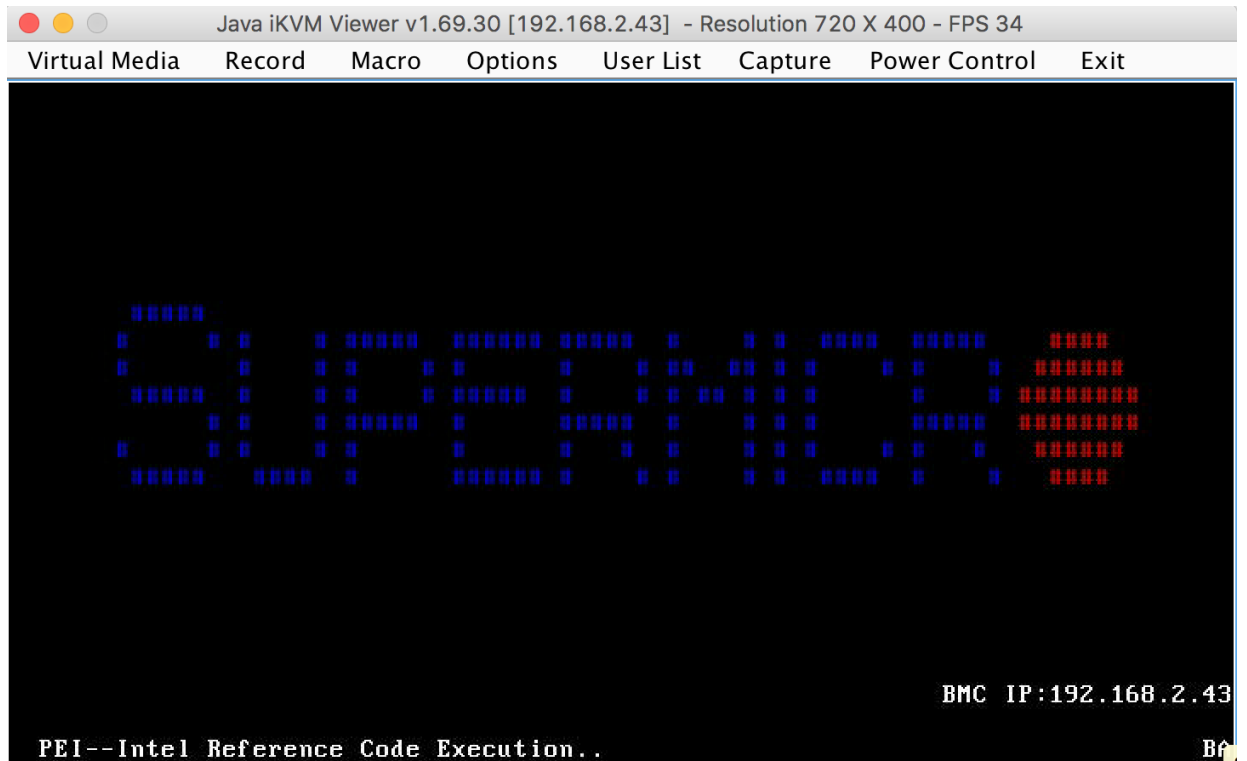 Java iKVM Viewer v1.69.30 [192.168.2.43] - Resolution 720 X 400 - FPS 34
Virtual Media Record Macro Options User List Capture Power Control Exit
SUPERMICR
BMC IP:192.168.2.43
PEI--Intel Reference Code Execution..